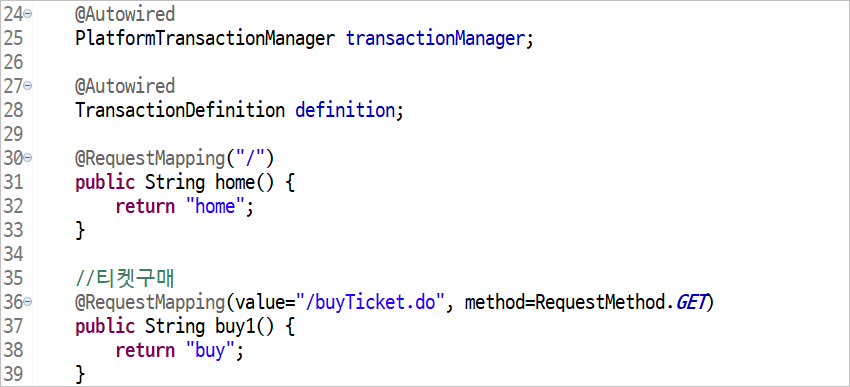 24 @Autowired
25 PlatformTransactionManager transactionManager;
26
27 @Autowired
28 TransactionDefinition definition;
29
30 @RequestMapping("/")
31 public String home() {
32 return "home";
33 }
34
35 //티켓구매
36 @RequestMapping(value="/buyTicket.do", method=RequestMethod.GET)
37 public String buy1() {
38 return "buy";
39 }